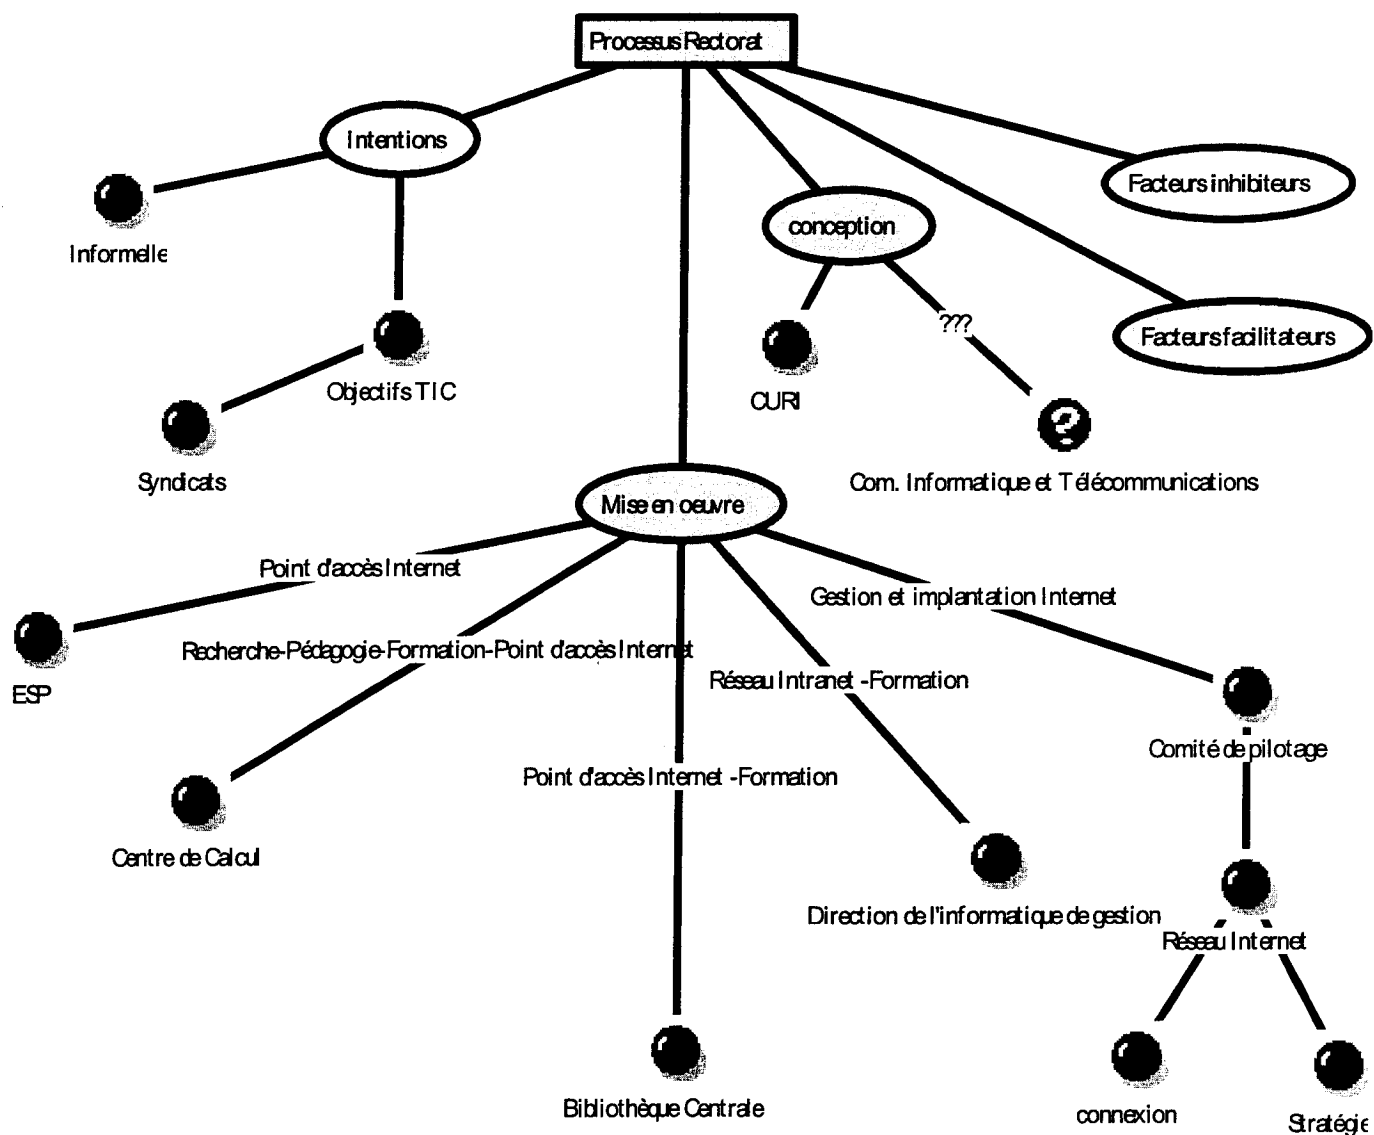 Processus Rectorat
Intentions
Facteurs inhibiteurs
conception
Informelle
???
Facteurs facilitateurs
Objectifs TIC
CURI
Syndicats
Com. Informatique et Télécommunications
Mise en oeuvre
Point d'accès Internet
Gestion et implantation Internet
Recherche-Pédagogie-Formation-Point d'accès Internet
Réseau Intranet -Formation
ESP
Comité de pilotage
Point d'accès Internet -Formation
Centre de Calcul
Direction de l'informatique de gestion
Réseau Internet
Bibliothèque Centrale
connexion
Stratégie